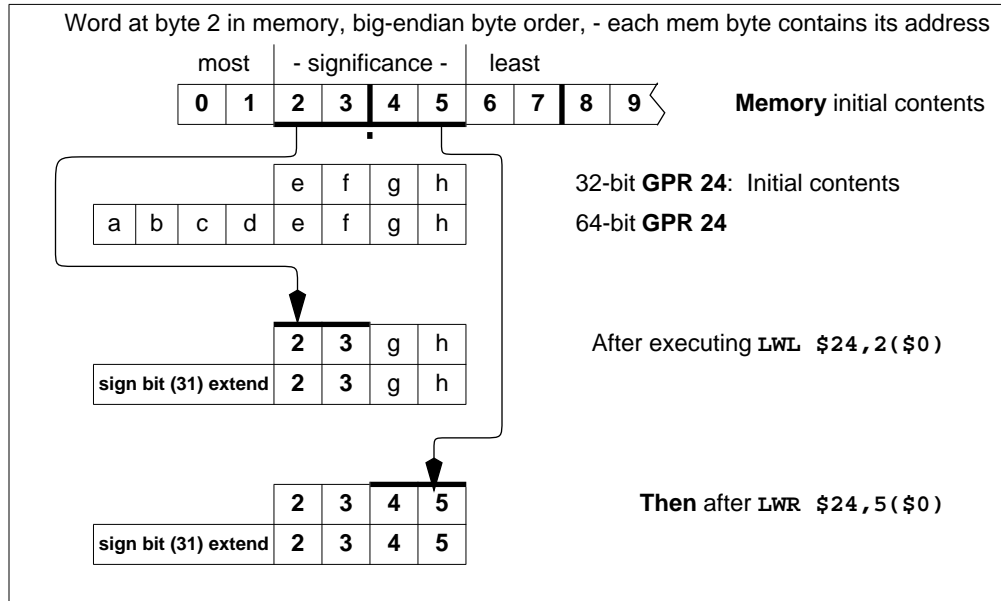 Word at byte 2 in memory, big-endian byte order, - each mem byte contains its address
most - significance - least
0 1 2 3 4 5 6 7 8 9 Memory initial contents
e f g h 32-bit GPR 24: Initial contents
a b c d e f g h 64-bit GPR 24
2 3 g h After executing LWL $24,2($0)
sign bit (31) extend 2 3 g h
2 3 4 5 Then after LWR $24,5($0)
sign bit (31) extend 2 3 4 5